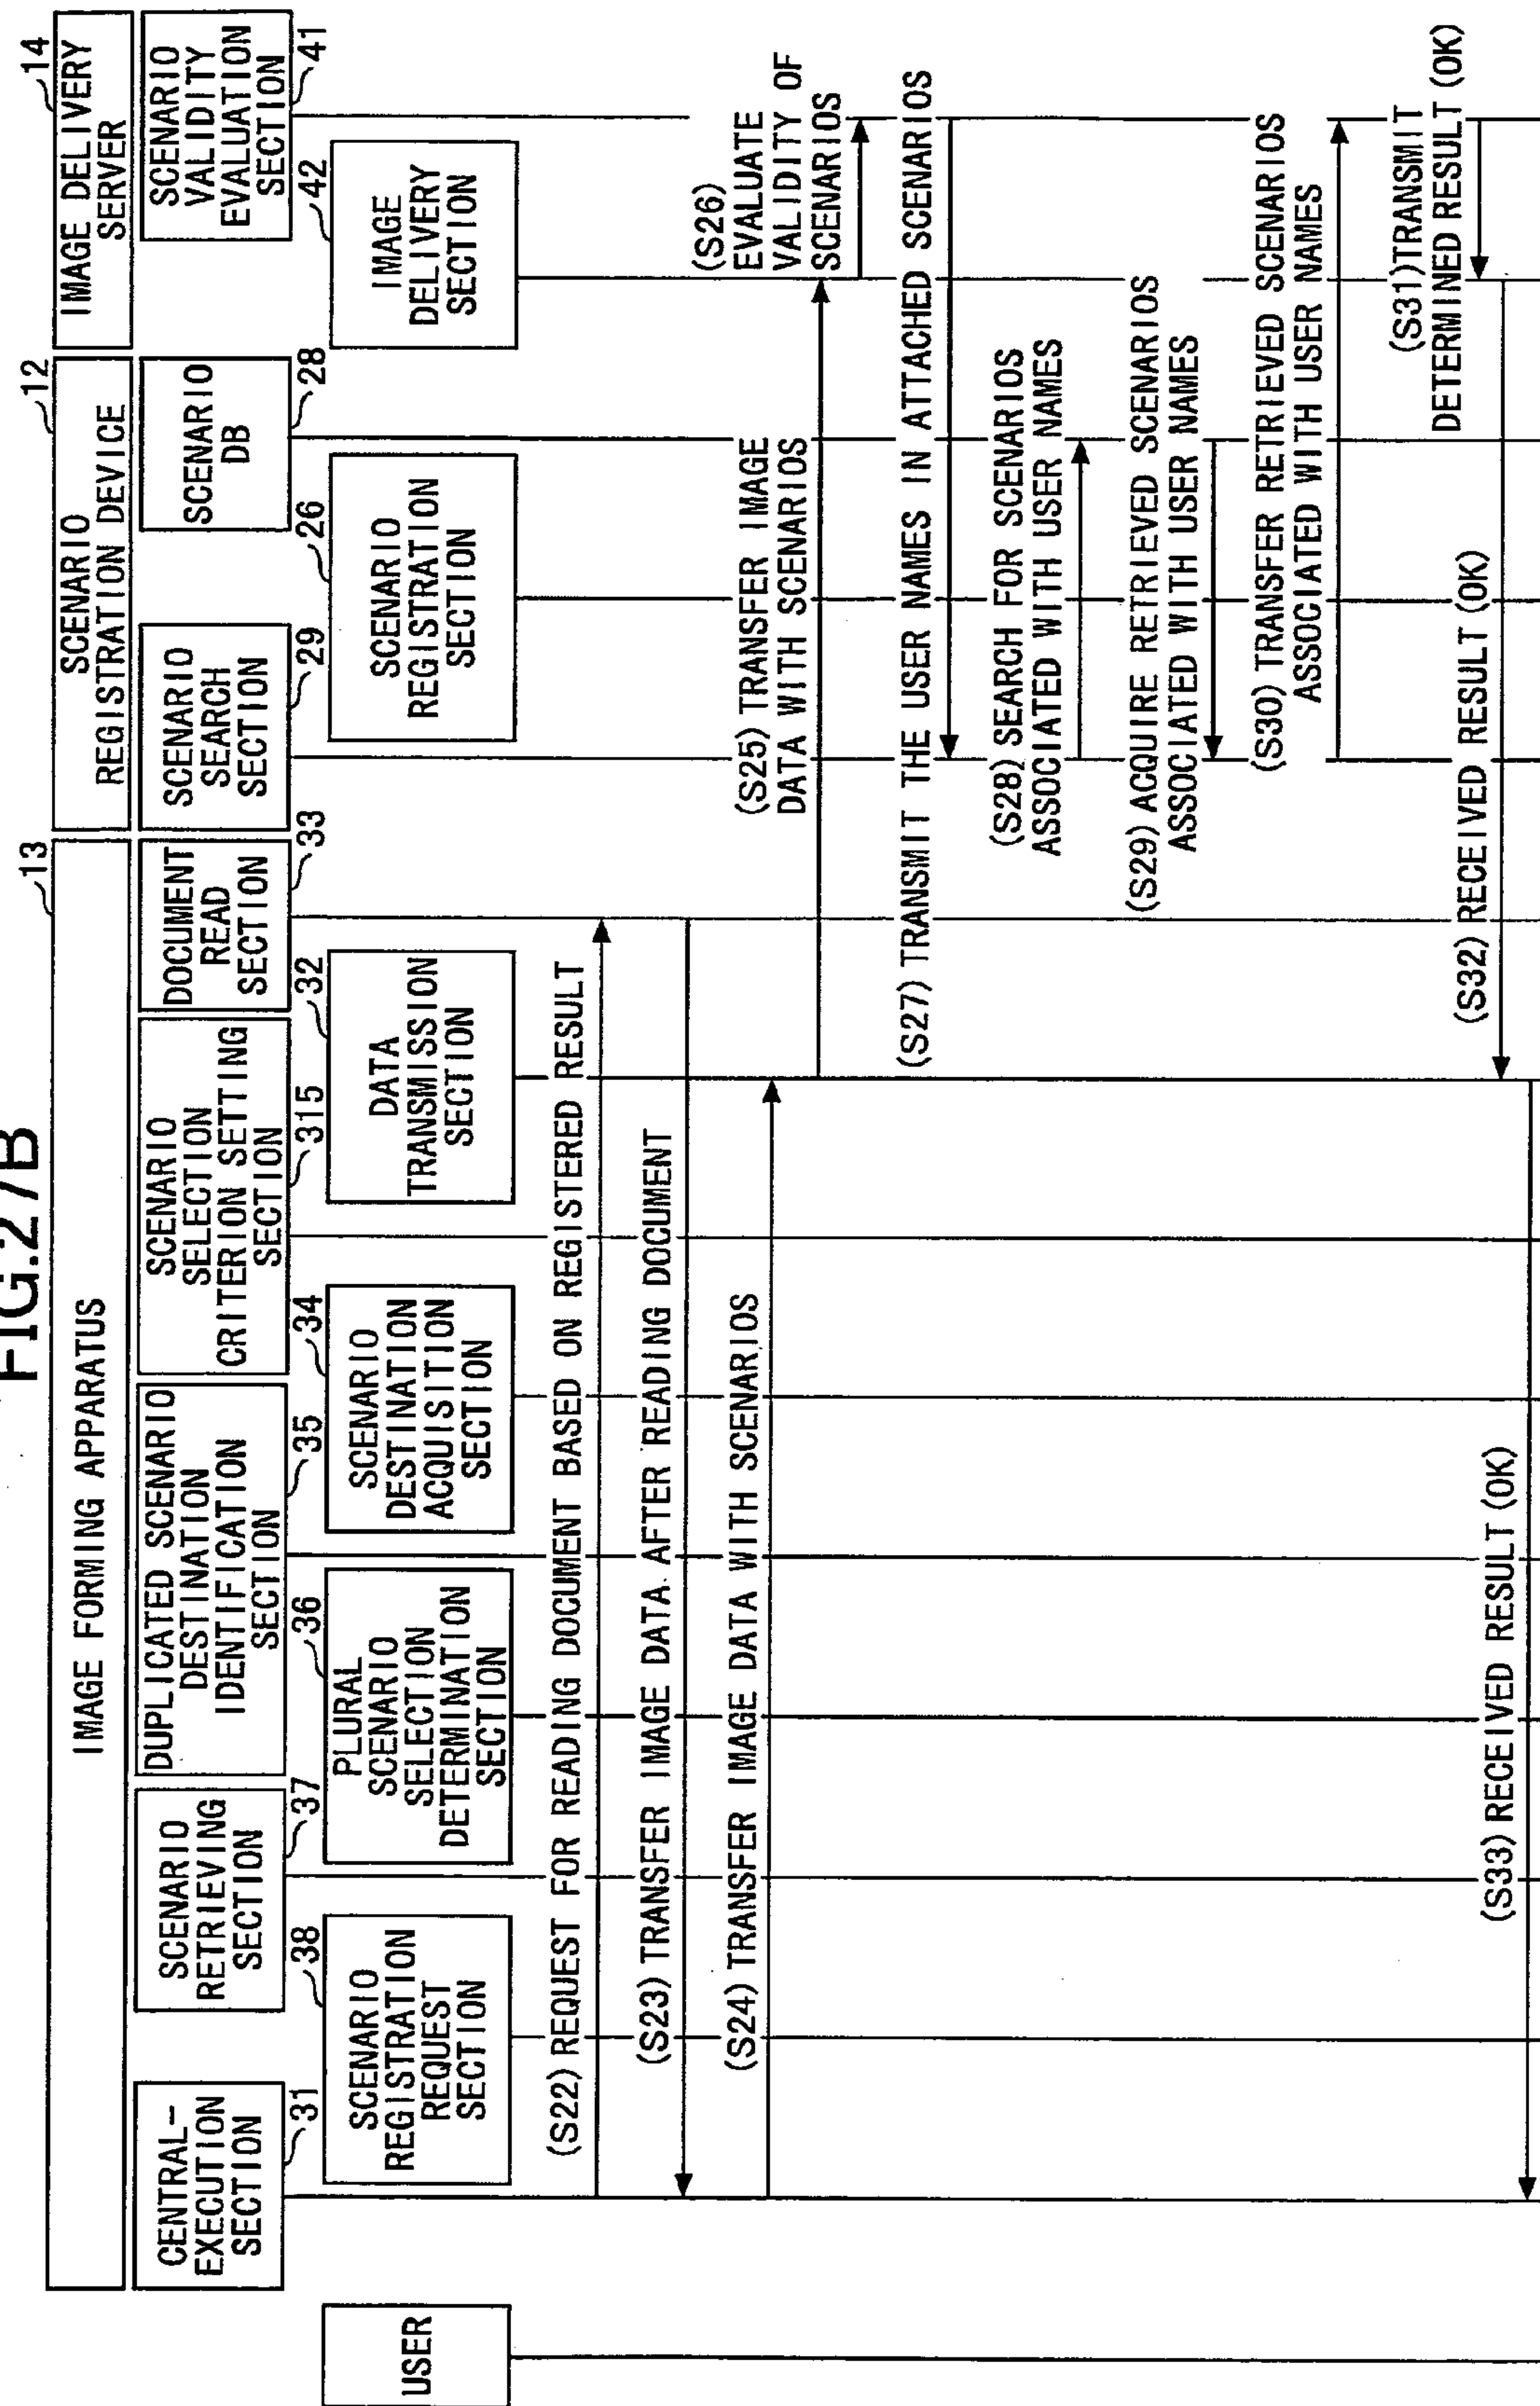 FIG.27B
IMAGE FORMING APPARATUS
13
SCENARIO
REGISTRATION DEVICE
12
IMAGE DELIVERY
SERVER
14
CENTRAL-
EXECUTION
SECTION
31
SCENARIO
RETRIEVING
SECTION
37
DUPLICATED SCENARIO
DESTINATION
IDENTIFICATION
SECTION
35
SCENARIO
SELECTION
CRITERION SETTING
SECTION
315
DOCUMENT
READ
SECTION
33
SCENARIO
SEARCH
SECTION
29
SCENARIO
DB
28
SCENARIO
VALIDITY
EVALUATION
SECTION
41
USER
SCENARIO
REGISTRATION
REQUEST
SECTION
38
PLURAL
SCENARIO
SELECTION
DETERMINATION
SECTION
36
SCENARIO
DESTINATION
ACQUISITION
SECTION
34
DATA
TRANSMISSION
SECTION
32
SCENARIO
REGISTRATION
SECTION
26
IMAGE
DELIVERY
SECTION
42
(S22) REQUEST FOR READING DOCUMENT BASED ON REGISTERED RESULT
(S23) TRANSFER IMAGE DATA AFTER READING DOCUMENT
(S24) TRANSFER IMAGE DATA WITH SCENARIOS
(S25) TRANSFER IMAGE
DATA WITH SCENARIOS
(S26)
EVALUATE
VALIDITY OF
SCENARIOS
(S27) TRANSMIT THE USER NAMES IN ATTACHED SCENARIOS
(S28) SEARCH FOR SCENARIOS
ASSOCIATED WITH USER NAMES
(S29) ACQUIRE RETRIEVED SCENARIOS
ASSOCIATED WITH USER NAMES
(S30) TRANSFER RETRIEVED SCENARIOS
ASSOCIATED WITH USER NAMES
(S31) TRANSMIT
DETERMINED RESULT (OK)
(S32) RECEIVED RESULT (OK)
(S33) RECEIVED RESULT (OK)